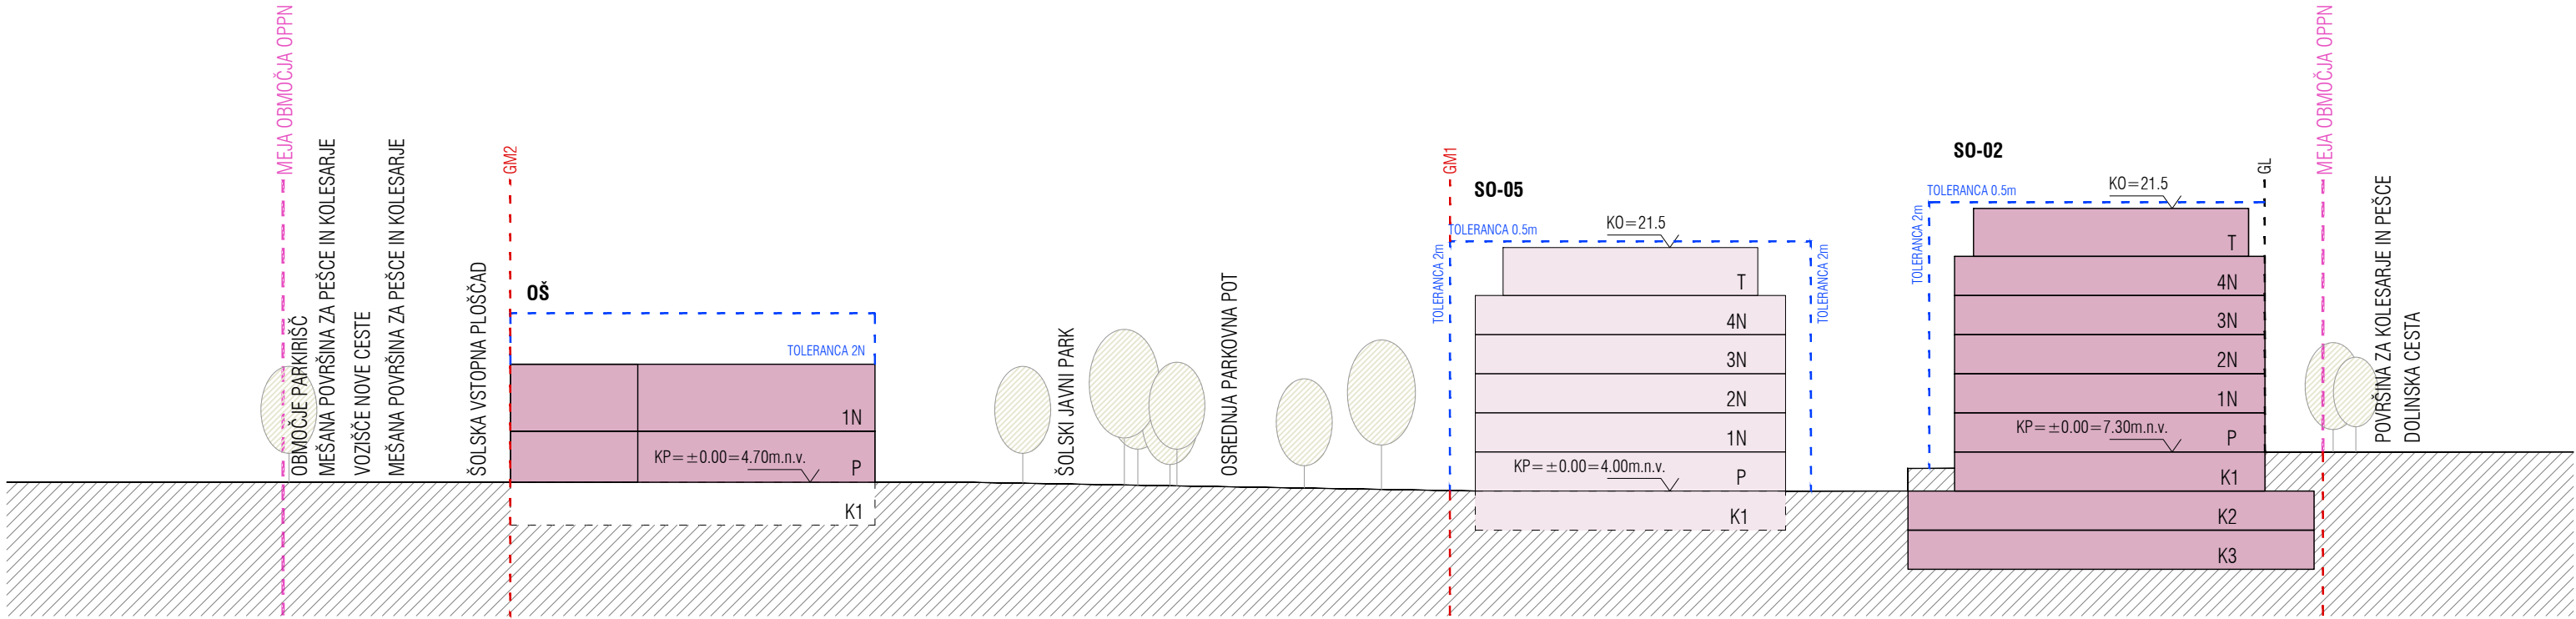 MEJA OBMOČJA OPPN
OBMOČJE PARKIRIŠČ
MEŠANA POVRŠINA ZA PEŠCE IN KOLESARJE
VOZIŠČE NOVE CESTE
MEŠANA POVRŠINA ZA PEŠCE IN KOLESARJE
ŠOLSKA VSTOPNA PLOŠČAD
GM2
OŠ
TOLERANCA 2N
1N
KP=±0.00=4.70m.n.v.
P
K1
ŠOLSKI JAVNI PARK
OSREDNJA PARKOVNA POT
GM1
SO-05
TOLERANCA 0.5m
KO=21.5
TOLERANCA 2m
TOLERANCA 2m
T
4N
3N
2N
1N
KP=±0.00=4.00m.n.v.
P
K1
SO-02
TOLERANCA 0.5m
KO=21.5
TOLERANCA 2m
GL
T
4N
3N
2N
1N
KP=±0.00=7.30m.n.v.
P
K1
K2
K3
MEJA OBMOČJA OPPN
POVRŠINA ZA KOLESARJE IN PEŠCE
DOLINSKA CESTA